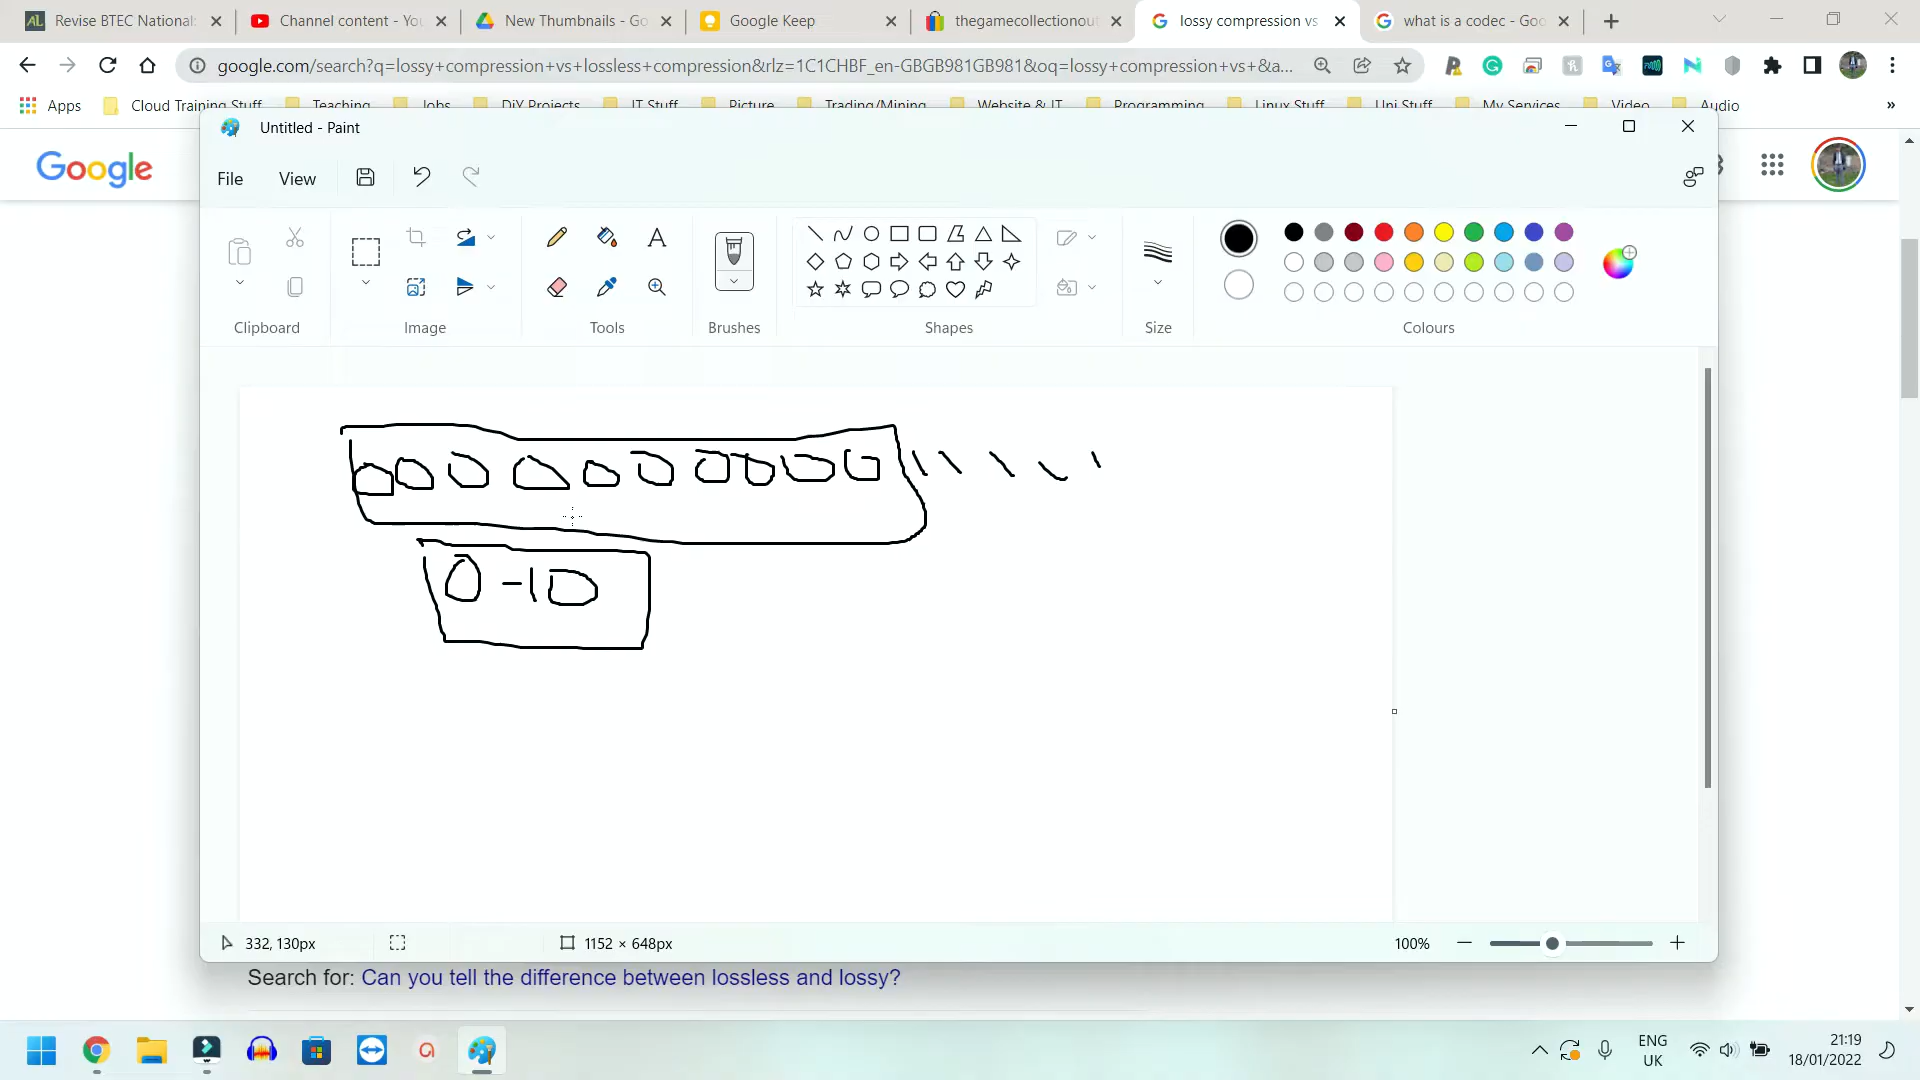 Revise BTEC National
Channel content - You
New Thumbnails - Go
Google Keep
thegamecollectionout
lossy compression vs
what is a codec - Goo
google.com/search?q=lossy+compression+vs+lossless+compression&rlz=1C1CHBF_en-GBGB981GB981&oq=lossy+compression+vs+&a...
Apps
Cloud Training Stuff
Teaching
Jobs
DiX Projects
IT Stuff
Picture
Trading/Mining
Website & IT
Programming
Linux Stuff
Uni Stuff
My Services
Video
Audio
Untitled - Paint
Google
File
View
Clipboard
Image
Tools
Brushes
Shapes
Size
Colours
0000000000\\\\\
0-10
332, 130px
1152 × 648px
100%
Search for: Can you tell the difference between lossless and lossy?
ENG
UK
21:19
18/01/2022